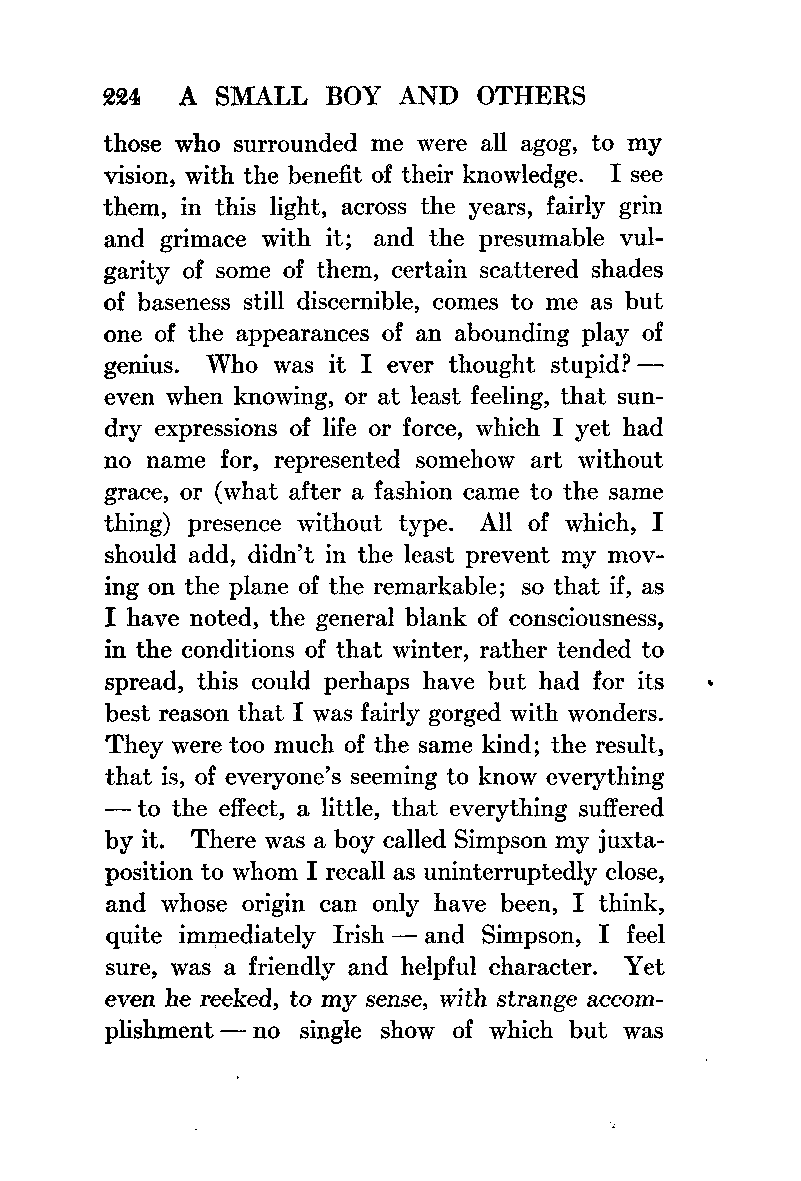 224 A SMALL BOY AND OTHERS
those who surrounded me were all agog, to my
vision, with the benefit of their knowledge. I see
them, in this light, across the years, fairly grin
and grimace with it; and the presumable vul-
garity of some of them, certain scattered shades
of baseness still discernible, comes to me as but
one of the appearances of an abounding play of
genius. Who was it I ever thought stupid? —
even when knowing, or at least feeling, that sun-
dry expressions of life or force, which I yet had
no name for, represented somehow art without
grace, or (what after a fashion came to the same
thing) presence without type. All of which, I
should add, didn't in the least prevent my mov-
ing on the plane of the remarkable; so that if, as
I have noted, the general blank of consciousness,
in the conditions of that winter, rather tended to
spread, this could perhaps have but had for its
best reason that I was fairly gorged with wonders.
They were too much of the same kind; the result,
that is, of everyone's seeming to know everything
— to the effect, a little, that everything suffered
by it. There was a boy called Simpson my juxta-
position to whom I recall as uninterruptedly close,
and whose origin can only have been, I think,
quite immediately Irish — and Simpson, I feel
sure, was a friendly and helpful character. Yet
even he reeked, to my sense, with strange accom-
plishment — no single show of which but was